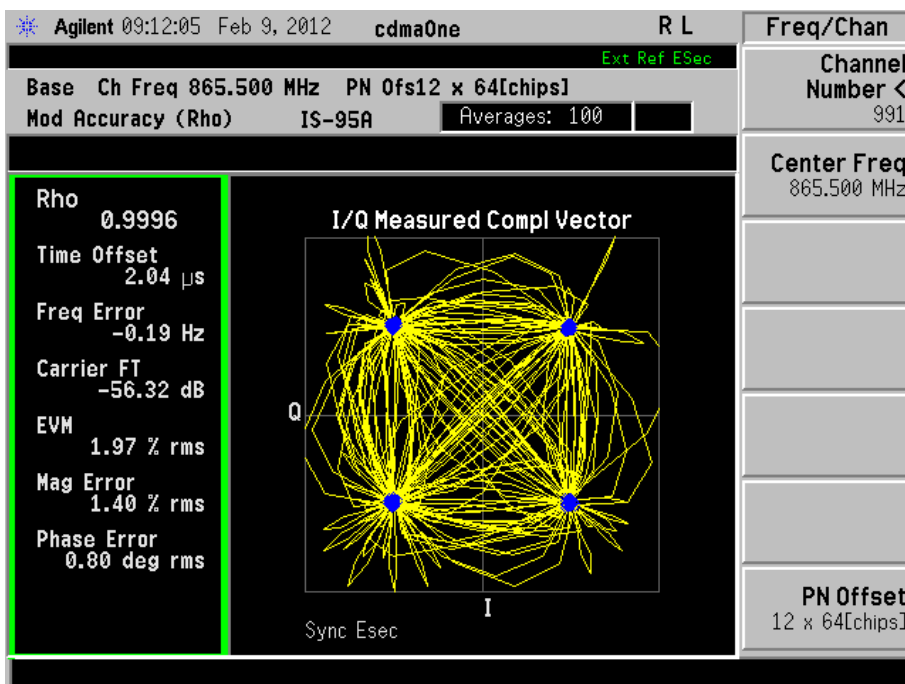 Agilent 09:12:05 Feb 9, 2012 cdmaOne R L
Ext Ref ESec
Base Ch Freq 865.500 MHz PN Ofs12 x 64[chips]
Mod Accuracy (Rho) IS-95A Averages: 100
Rho
0.9996
Time Offset
2.04 μs
Freq Error
-0.19 Hz
Carrier FT
-56.32 dB
EVM
1.97 % rms
Mag Error
1.40 % rms
Phase Error
0.80 deg rms
I/Q Measured Compl Vector
Q
I
Sync Esec
Freq/Chan
Channel
Number <
991
Center Freq
865.500 MHz
PN Offset
12 x 64[chips]